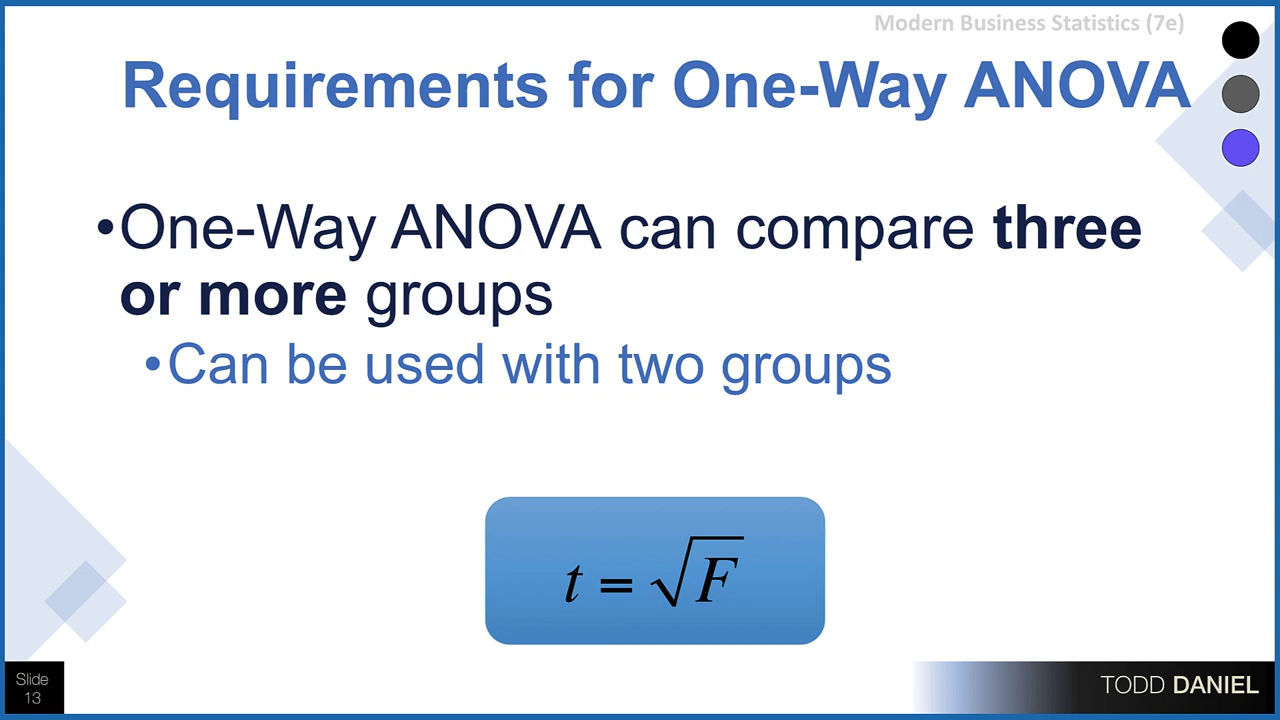 Modern Business Statistics (7e)
Requirements for One-Way ANOVA
•One-Way ANOVA can compare three
or more groups
•Can be used with two groups
t = √F
Slide
13
TODD DANIEL